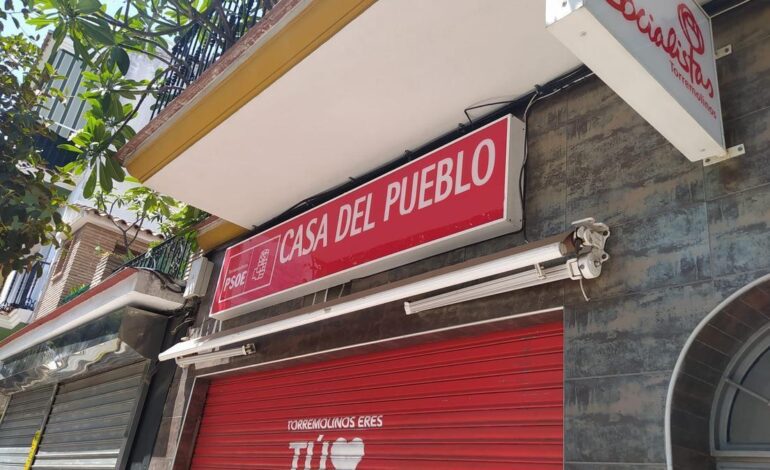 Socialistas
Torremolinos
PSOE
CASA DEL PUEBLO
TORREMOLINOS ERES
TÚ